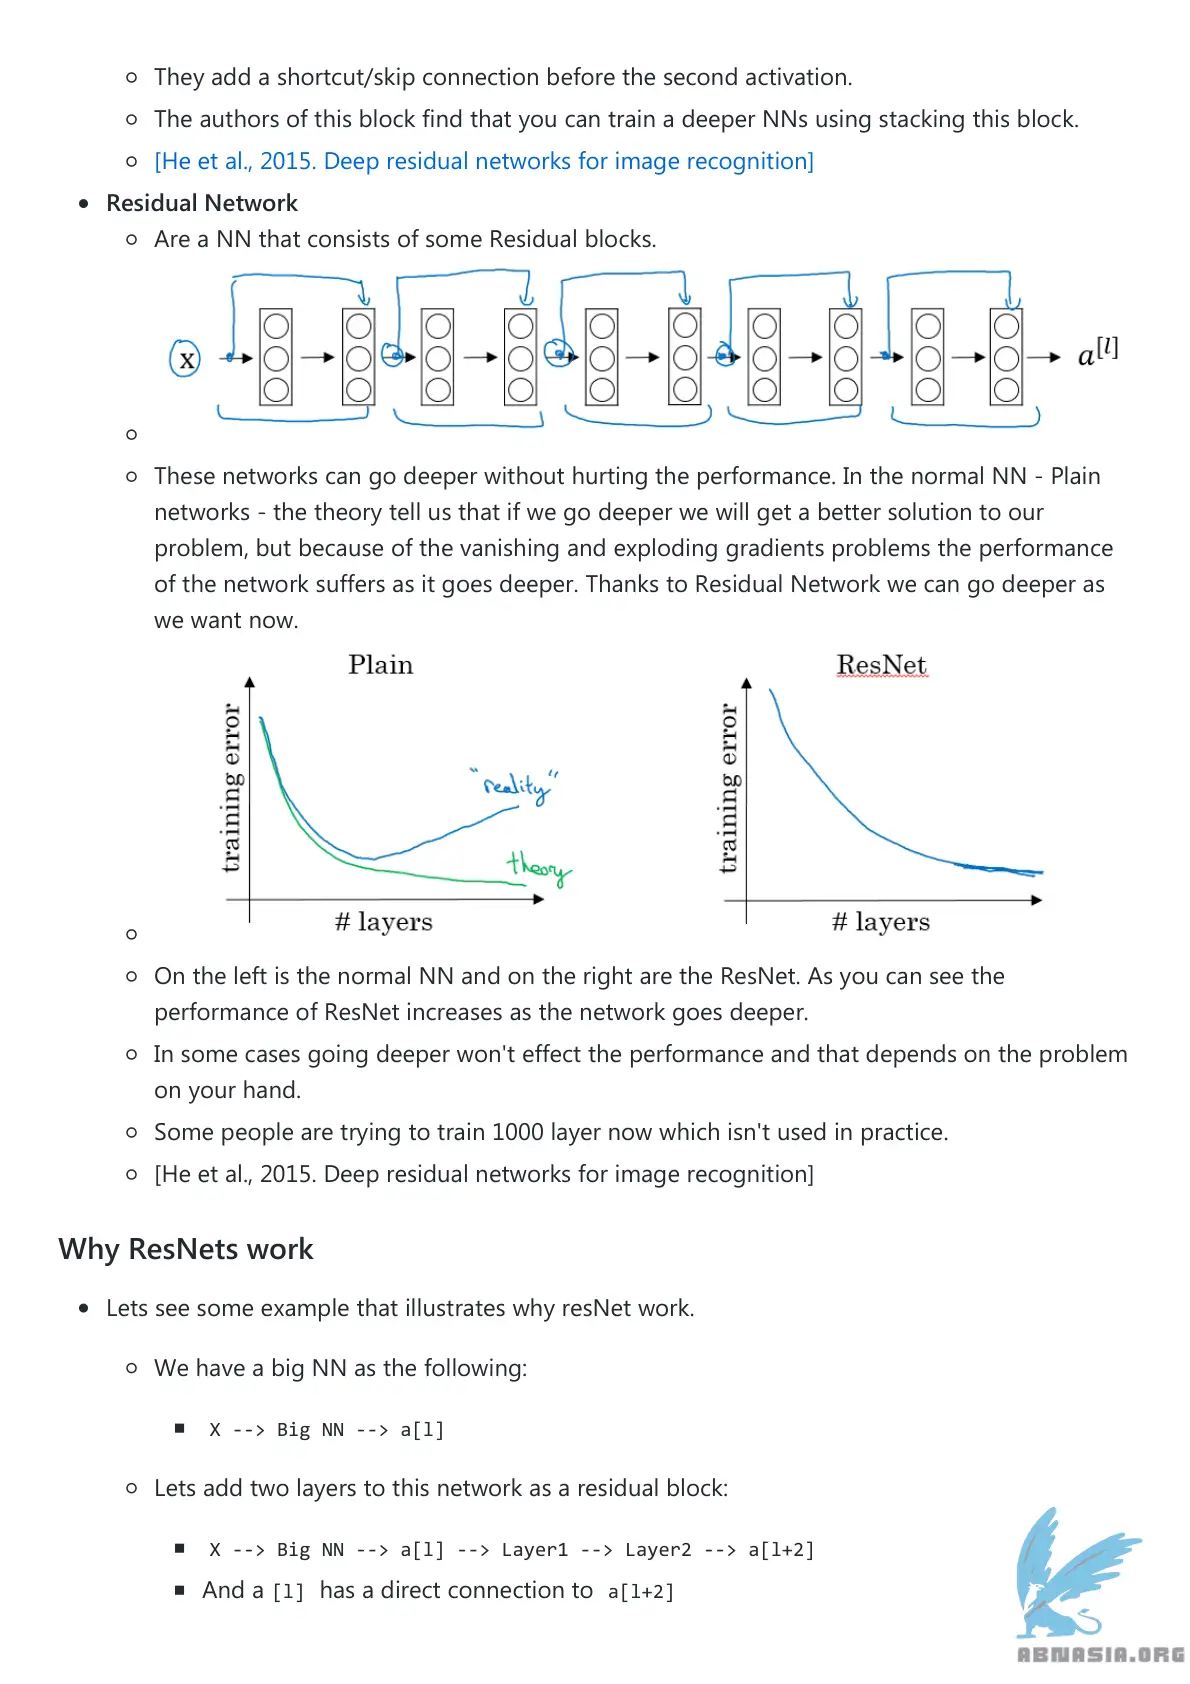 They add a shortcut/skip connection before the second activation.
The authors of this block find that you can train a deeper NNs using stacking this block.
[He et al., 2015. Deep residual networks for image recognition]
Residual Network
Are a NN that consists of some Residual blocks.
x
a[l]
These networks can go deeper without hurting the performance. In the normal NN - Plain
networks - the theory tell us that if we go deeper we will get a better solution to our
problem, but because of the vanishing and exploding gradients problems the performance
of the network suffers as it goes deeper. Thanks to Residual Network we can go deeper as
we want now.
Plain
training error
"reality"
theory
# layers
ResNet
training error
# layers
On the left is the normal NN and on the right are the ResNet. As you can see the
performance of ResNet increases as the network goes deeper.
In some cases going deeper won't effect the performance and that depends on the problem
on your hand.
Some people are trying to train 1000 layer now which isn't used in practice.
[He et al., 2015. Deep residual networks for image recognition]
Why ResNets work
Lets see some example that illustrates why resNet work.
We have a big NN as the following:
X --> Big NN --> a[l]
Lets add two layers to this network as a residual block:
X --> Big NN --> a[l] --> Layer1 --> Layer2 --> a[l+2]
And a [l] has a direct connection to a[l+2]
ABNASIA.ORG